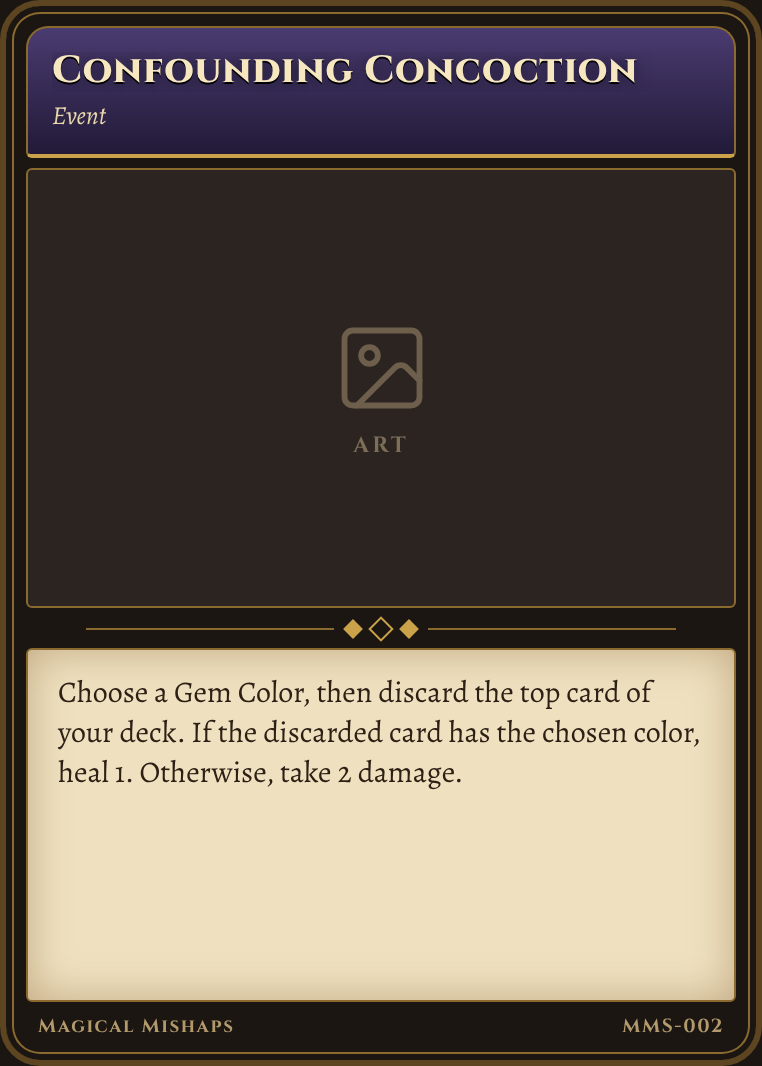 Confounding Concoction
Event
ART
Choose a Gem Color, then discard the top card of
your deck. If the discarded card has the chosen color,
heal 1. Otherwise, take 2 damage.
Magical Mishaps
MMS-002